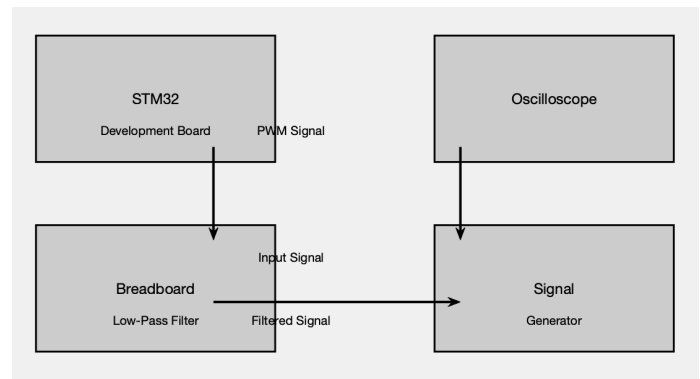 STM32
Development Board
PWM Signal
Oscilloscope
Input Signal
Breadboard
Low-Pass Filter
Filtered Signal
Signal
Generator